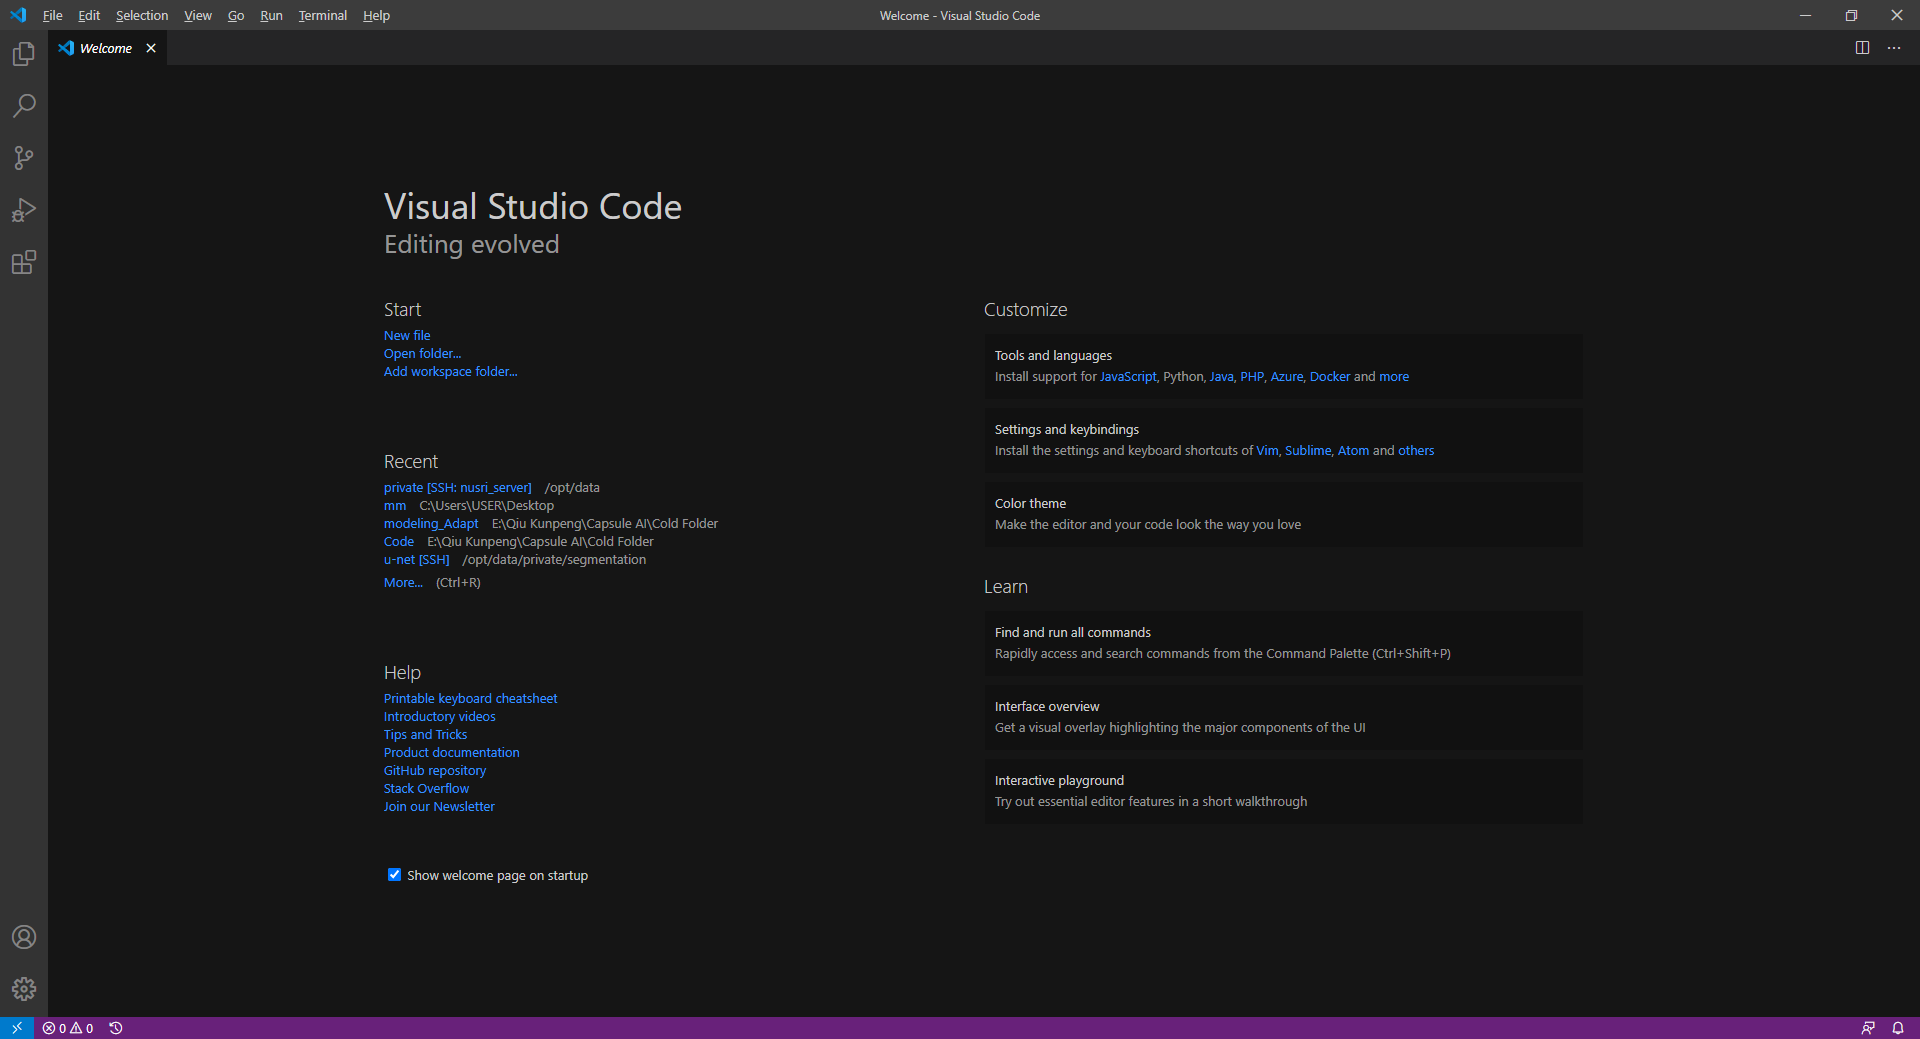 File Edit Selection View Go Run Terminal Help
Welcome - Visual Studio Code
Welcome
Visual Studio Code
Editing evolved
Start
New file
Open folder...
Add workspace folder...
Recent
private [SSH: nusri_server] /opt/data
mm C:\Users\USER\Desktop
modeling_Adapt E:\Qiu Kunpeng\Capsule AI\Cold Folder
Code E:\Qiu Kunpeng\Capsule AI\Cold Folder
u-net [SSH] /opt/data/private/segmentation
More... (Ctrl+R)
Help
Printable keyboard cheatsheet
Introductory videos
Tips and Tricks
Product documentation
GitHub repository
Stack Overflow
Join our Newsletter
Show welcome page on startup
Customize
Tools and languages
Install support for JavaScript, Python, Java, PHP, Azure, Docker and more
Settings and keybindings
Install the settings and keyboard shortcuts of Vim, Sublime, Atom and others
Color theme
Make the editor and your code look the way you love
Learn
Find and run all commands
Rapidly access and search commands from the Command Palette (Ctrl+Shift+P)
Interface overview
Get a visual overlay highlighting the major components of the UI
Interactive playground
Try out essential editor features in a short walkthrough
0 0